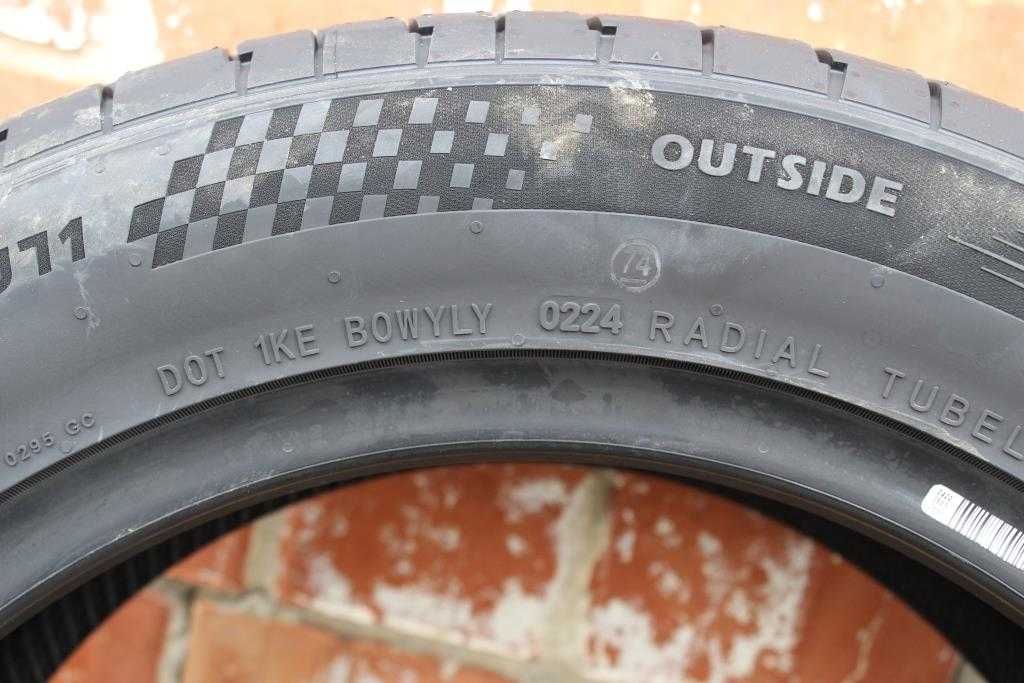 OUTSIDE
74
DOT 1KE BOWYLY 0224 RADIAL TUBEL
0295 GC